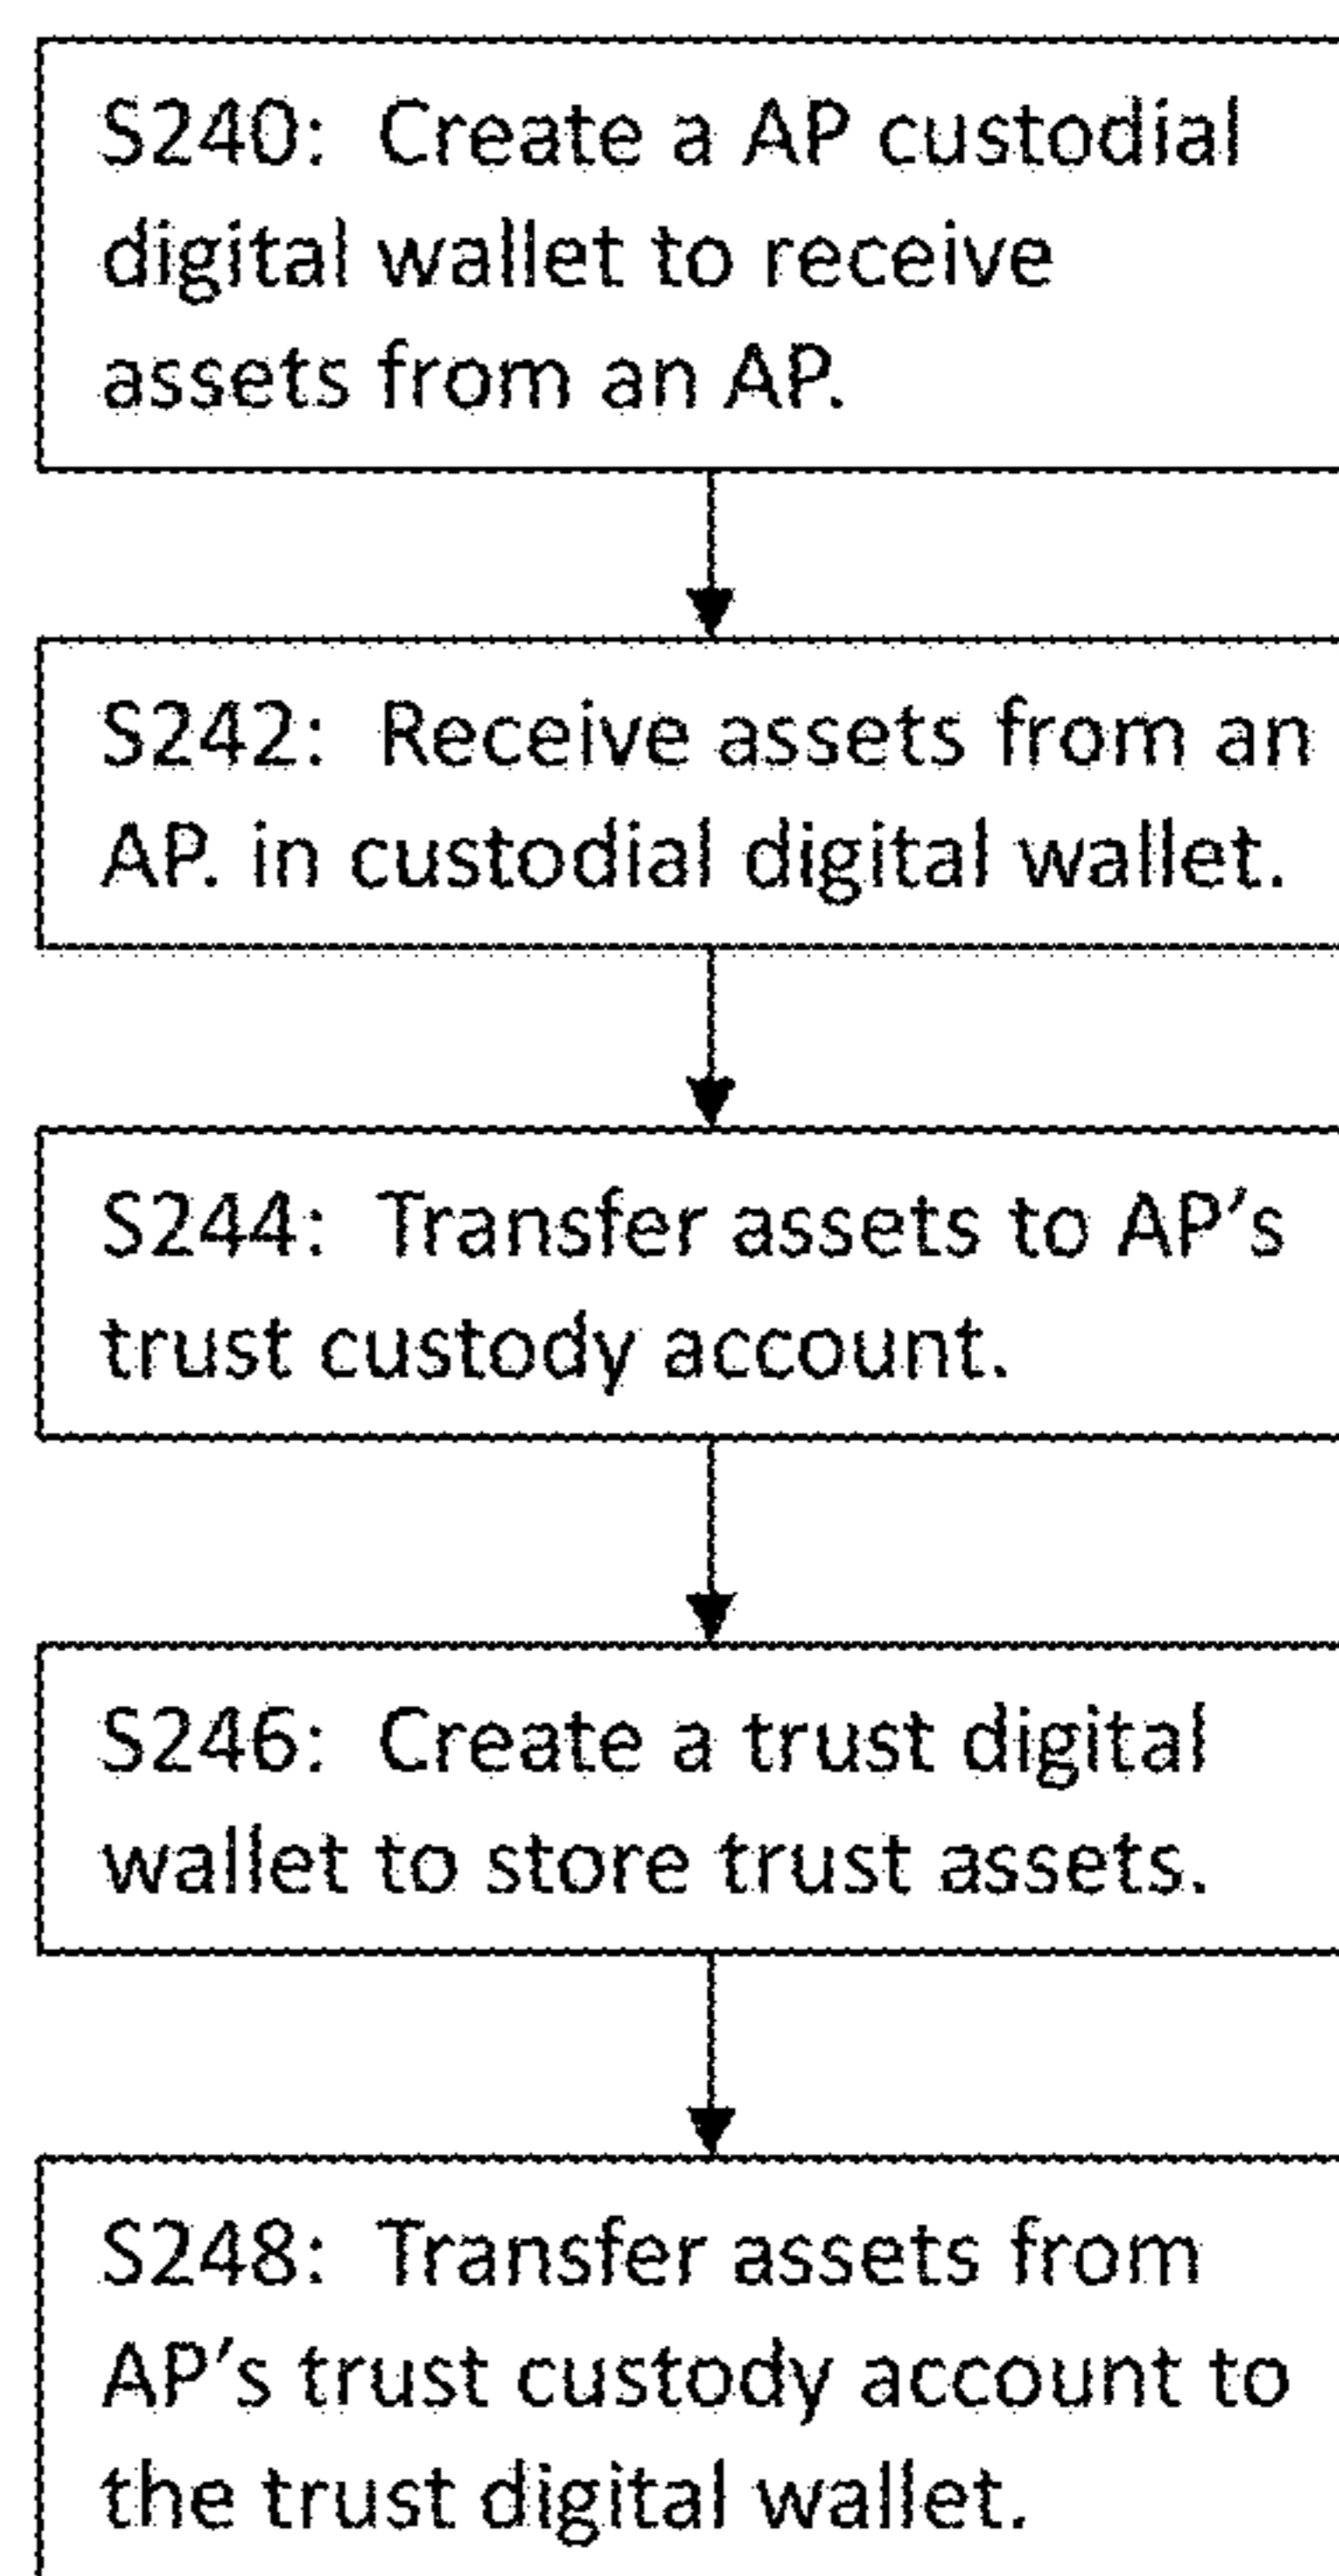 S240:  Create a AP custodial
digital wallet to receive
assets from an AP.
S242:  Receive assets from an
AP. in custodial digital wallet.
S244:  Transfer assets to AP's
trust custody account.
S246:  Create a trust digital
wallet to store trust assets.
S248:  Transfer assets from
AP's trust custody account to
the trust digital wallet.